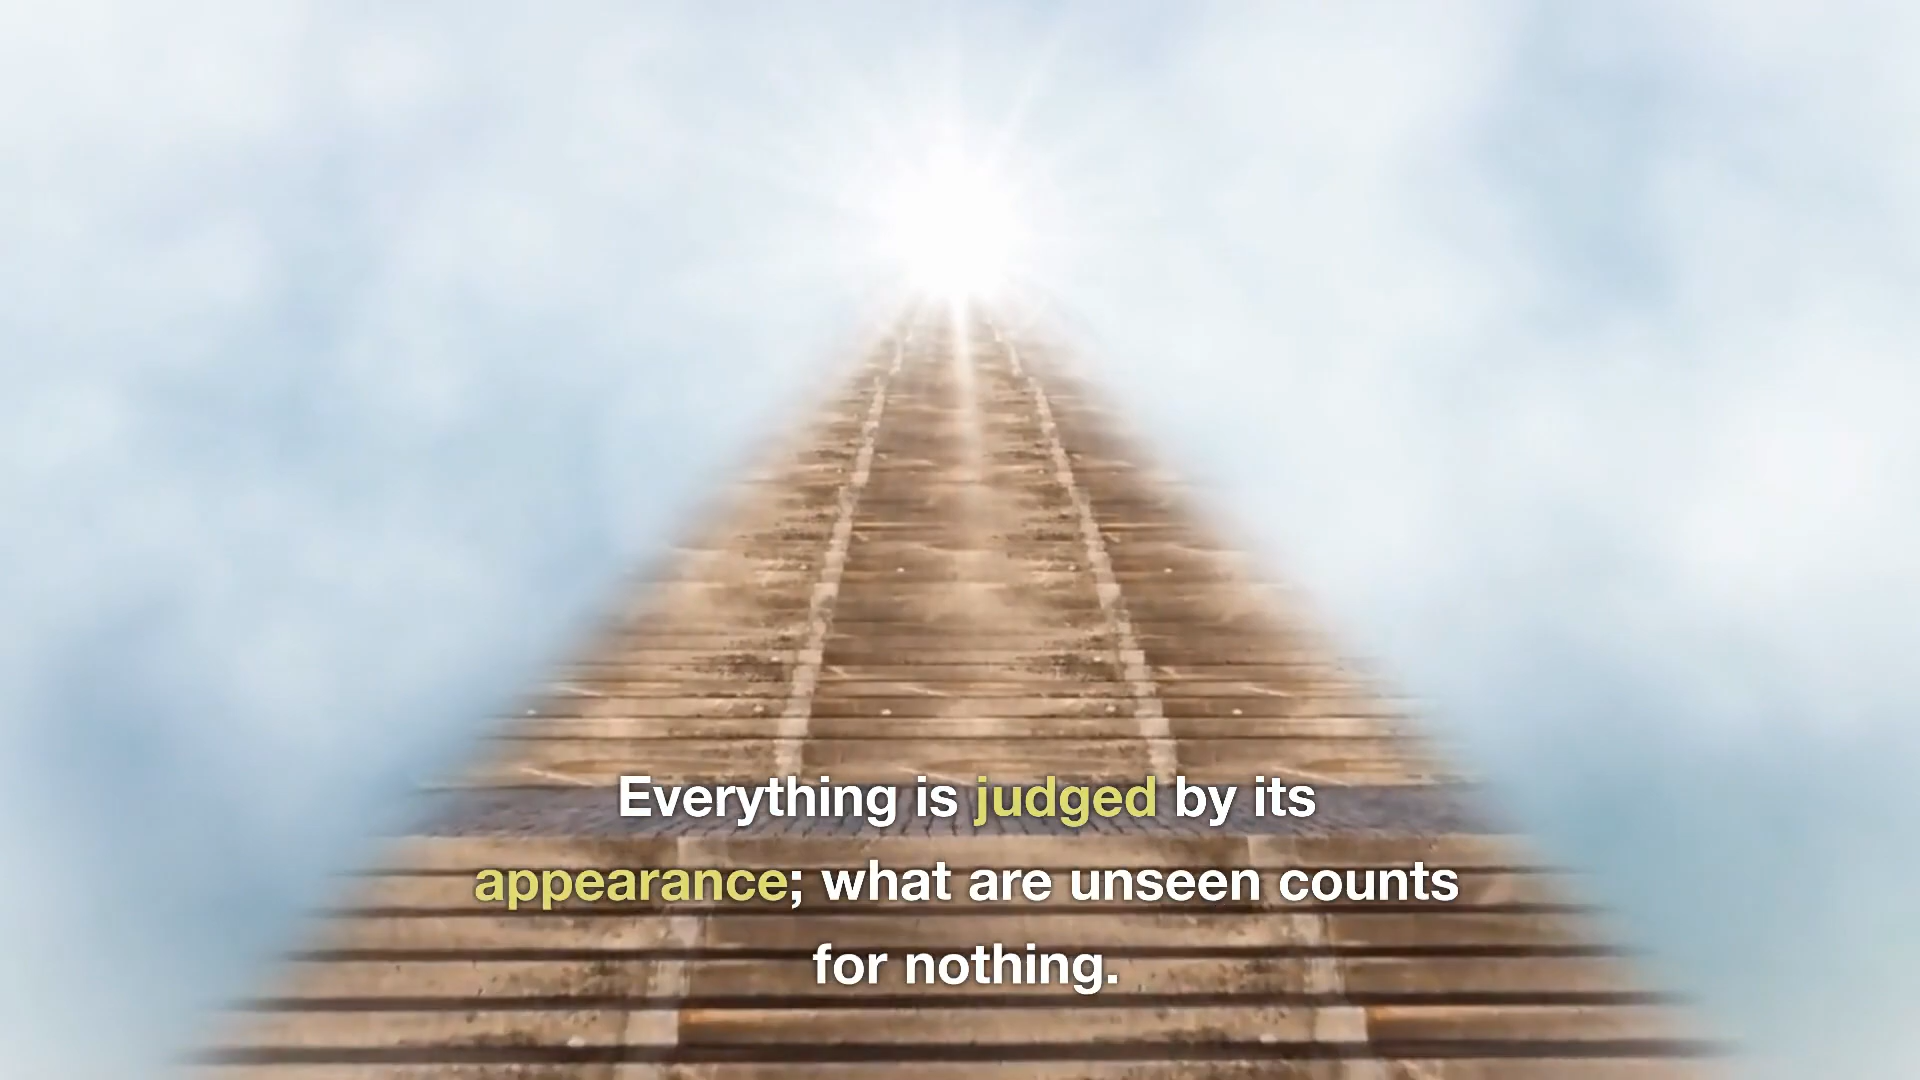 Everything is judged by its
appearance; what are unseen counts
for nothing.